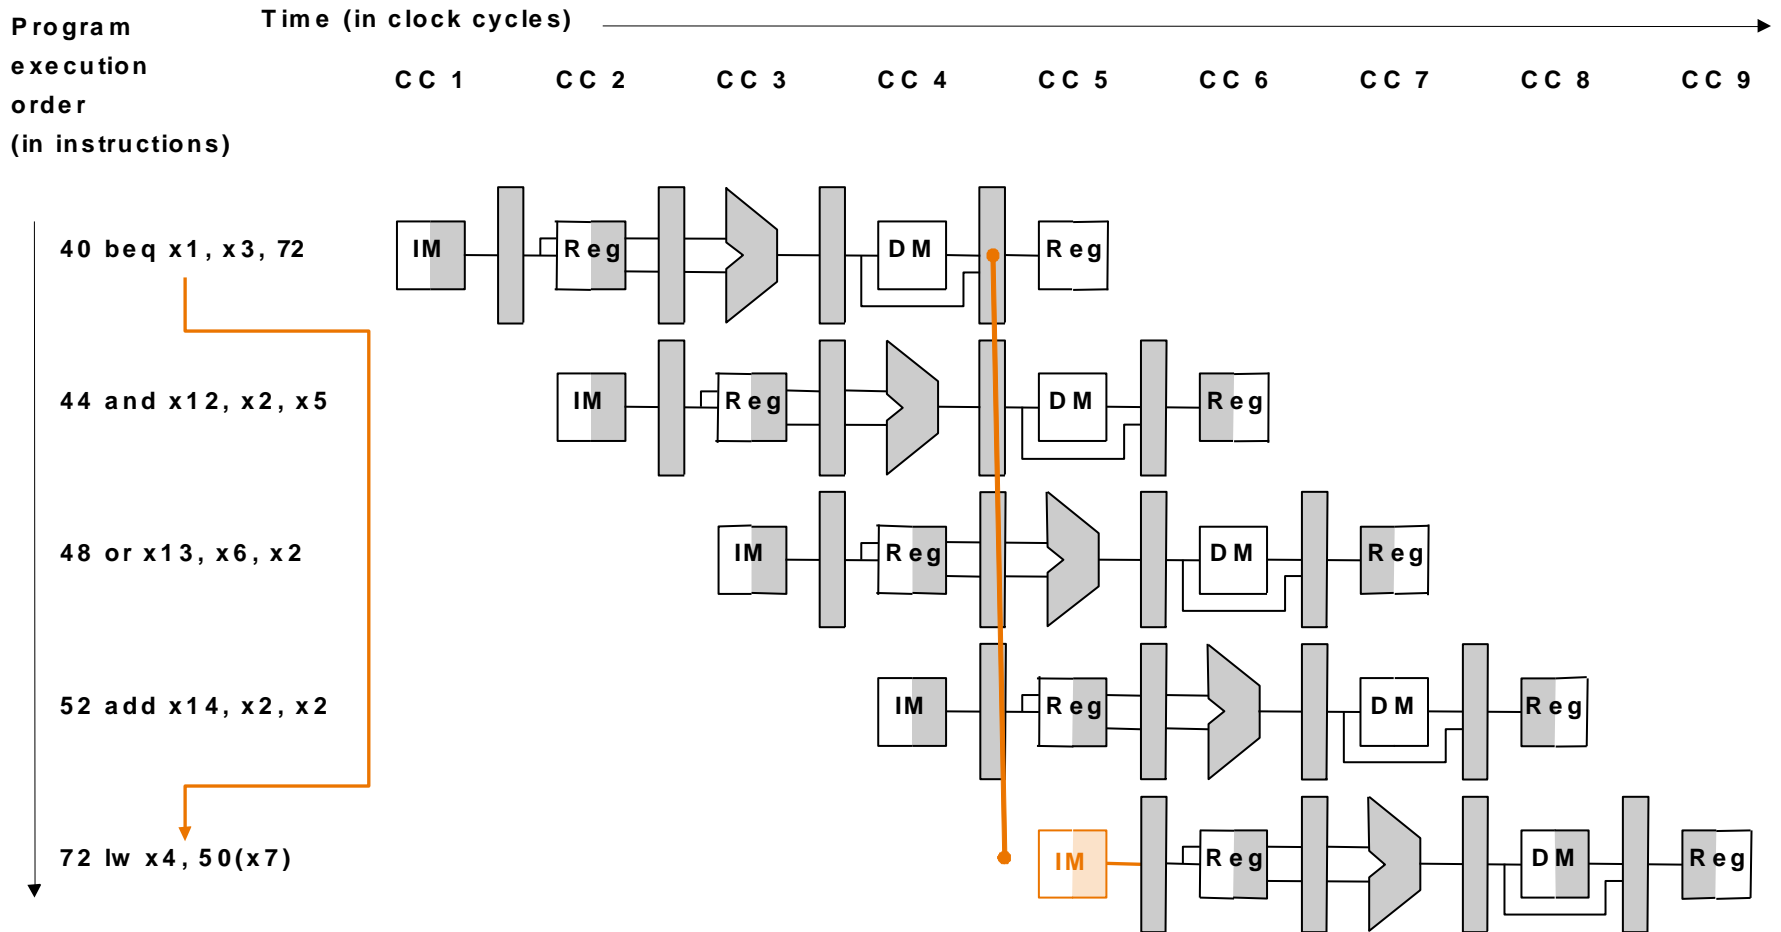 Time (in clock cycles)
Program
execution
order
(in instructions)
CC 1 CC 2 CC 3 CC 4 CC 5 CC 6 CC 7 CC 8 CC 9
40 beq x1, x3, 72 IM Reg DM Reg
44 and x12, x2, x5 IM Reg DM Reg
48 or x13, x6, x2 IM Reg DM Reg
52 add x14, x2, x2 IM Reg DM Reg
72 lw x4, 50(x7) IM Reg DM Reg